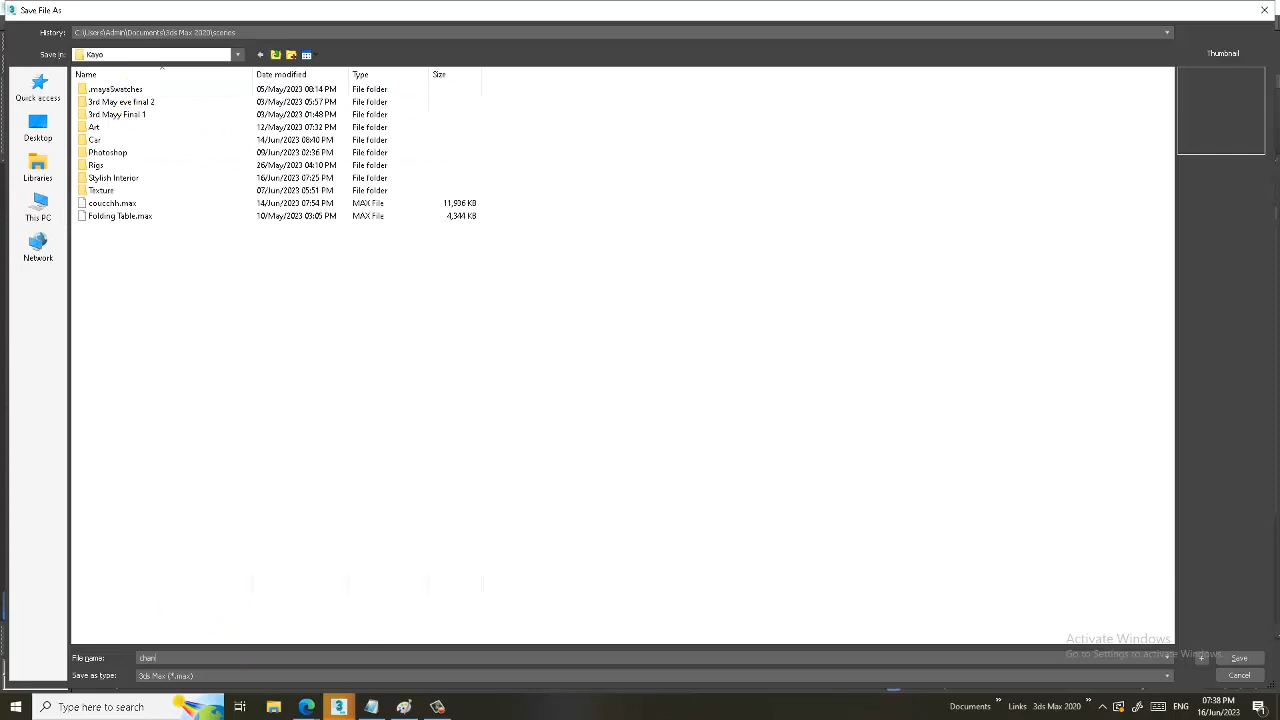 Save File As
History: C:\Users\Admin\Documents\3ds Max 2020\scenes
Save in: Kayo
Thumbnail
Name Date modified Type Size
.mayaSwatches 05/May/2023 08:14 PM File folder
3rd May eve final 2 03/May/2023 05:57 PM File folder
3rd Mayy Final 1 03/May/2023 01:48 PM File folder
Art 12/May/2023 07:32 PM File folder
Car 14/Jun/2023 08:40 PM File folder
Photoshop 09/Jun/2023 02:36 PM File folder
Rigs 26/May/2023 04:10 PM File folder
Stylish Interior 16/Jun/2023 07:25 PM File folder
Texture 07/Jun/2023 05:51 PM File folder
coucchh.max 14/Jun/2023 07:54 PM MAX File 11,936 KB
Folding Table.max 10/May/2023 03:05 PM MAX File 4,344 KB
Quick access
Desktop
Libraries
This PC
Network
Activate Windows
Go to Settings to activate Windows.
File name: chan
+ Save
Save as type: 3ds Max (*.max)
Cancel
Type here to search
Documents » Links 3ds Max 2020 » ENG 07:38 PM
16/Jun/2023 1